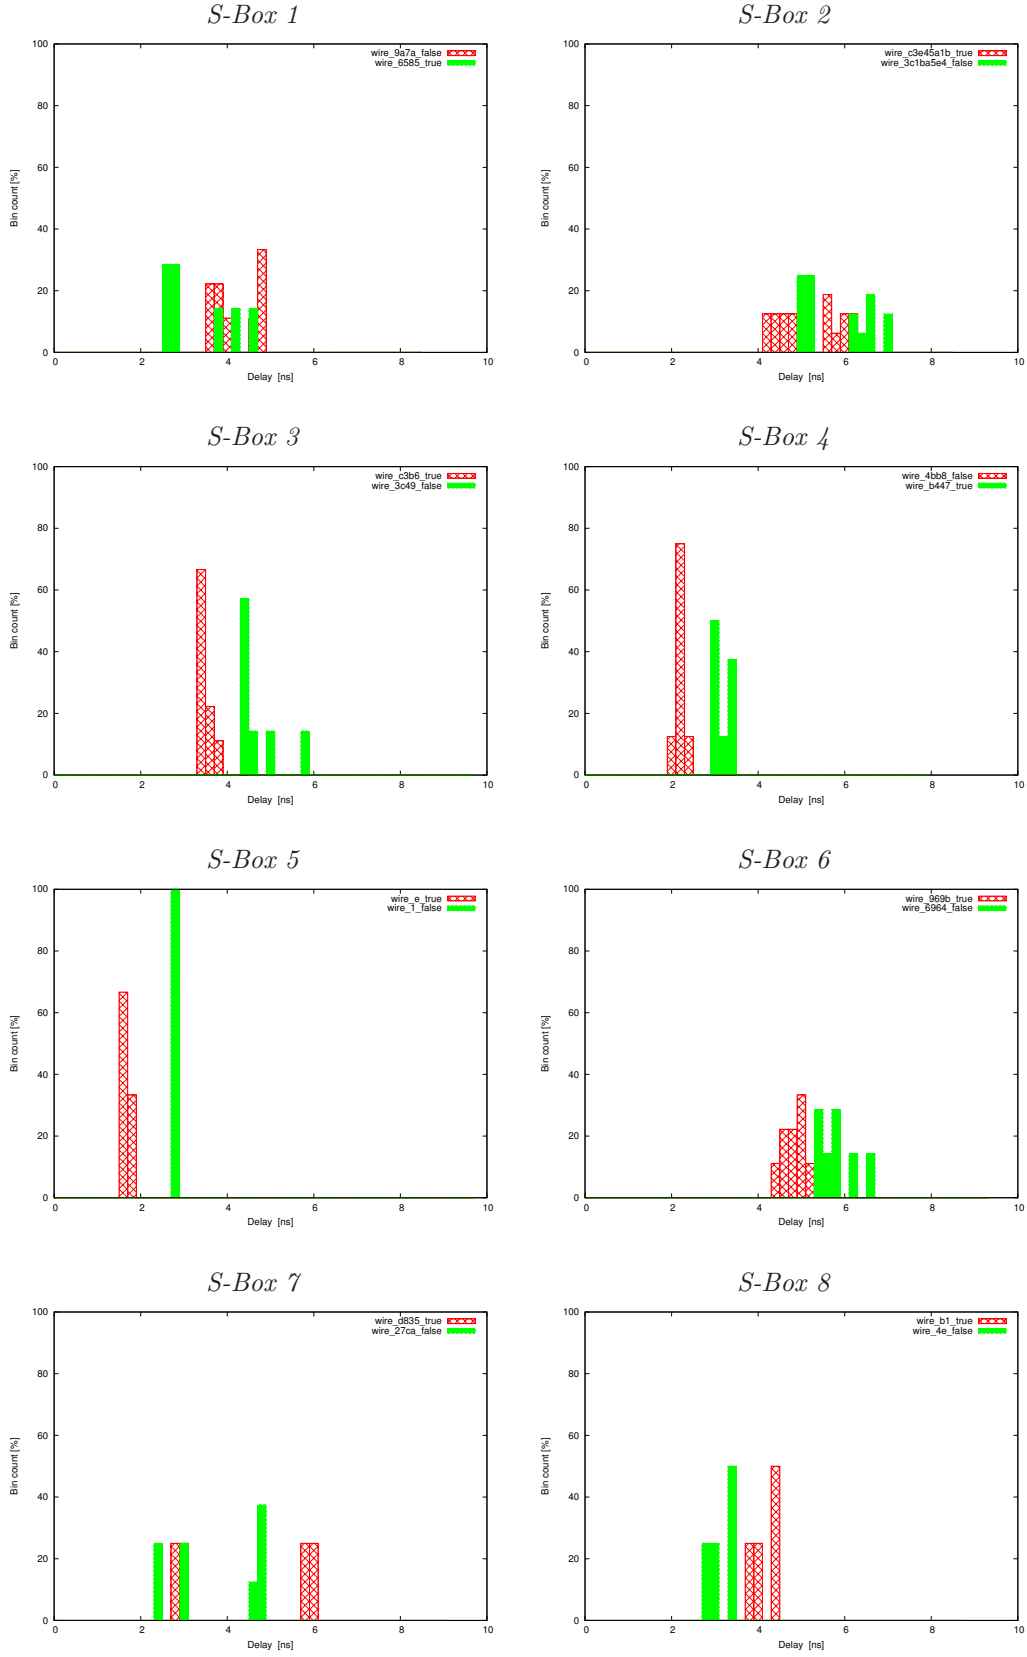 S-Box 1
wire_9a7a_false
wire_6585_true
100
80
60
40
20
0
Bin count [%]
0 2 4 6 8 10
Delay [ns]
S-Box 2
wire_c3e45a1b_true
wire_3c1ba5e4_false
100
80
60
40
20
0
Bin count [%]
0 2 4 6 8 10
Delay [ns]
S-Box 3
wire_c3b6_true
wire_3c49_false
100
80
60
40
20
0
Bin count [%]
0 2 4 6 8 10
Delay [ns]
S-Box 4
wire_4bb8_false
wire_b447_true
100
80
60
40
20
0
Bin count [%]
0 2 4 6 8 10
Delay [ns]
S-Box 5
wire_e_true
wire_1_false
100
80
60
40
20
0
Bin count [%]
0 2 4 6 8 10
Delay [ns]
S-Box 6
wire_969b_true
wire_6964_false
100
80
60
40
20
0
Bin count [%]
0 2 4 6 8 10
Delay [ns]
S-Box 7
wire_d835_true
wire_27ca_false
100
80
60
40
20
0
Bin count [%]
0 2 4 6 8 10
Delay [ns]
S-Box 8
wire_b1_true
wire_4e_false
100
80
60
40
20
0
Bin count [%]
0 2 4 6 8 10
Delay [ns]